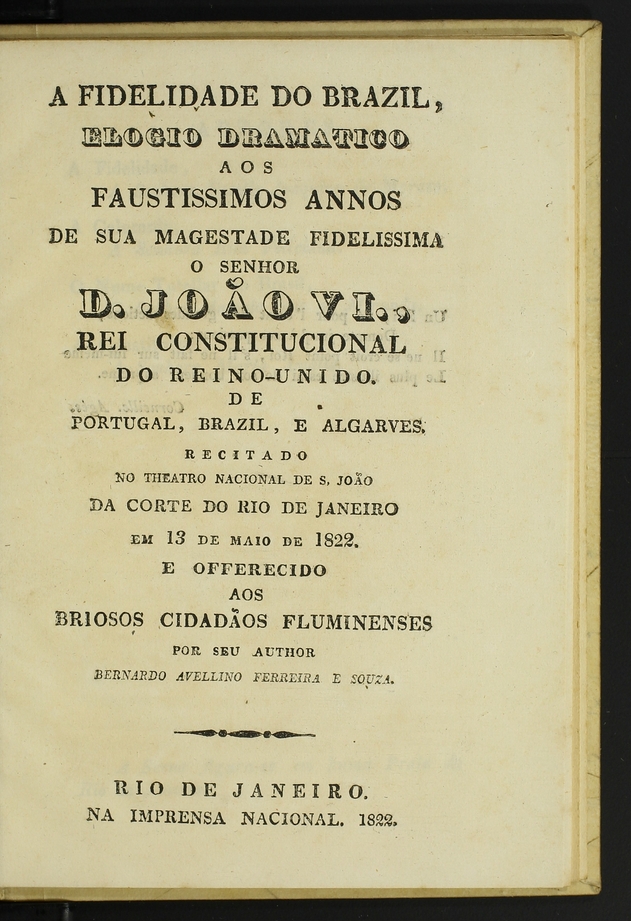 A FIDELIDADE DO BRAZIL,
ELOGIO DRAMATICO
AOS
FAUSTISSIMOS ANNOS
DE SUA MAGESTADE FIDELISSIMA
O SENHOR
D. JOÃO VI.,
REI CONSTITUCIONAL
DO REINO-UNIDO.
DE
PORTUGAL, BRAZIL, E ALGARVES.
RECITADO
NO THEATRO NACIONAL DE S. JOÃO
DA CORTE DO RIO DE JANEIRO
EM 13 DE MAIO DE 1822.
E OFFERECIDO
AOS
BRIOSOS CIDADÃOS FLUMINENSES
POR SEU AUTHOR
BERNARDO AVELLINO FERREIRA E SOUZA.
RIO DE JANEIRO.
NA IMPRENSA NACIONAL. 1822.